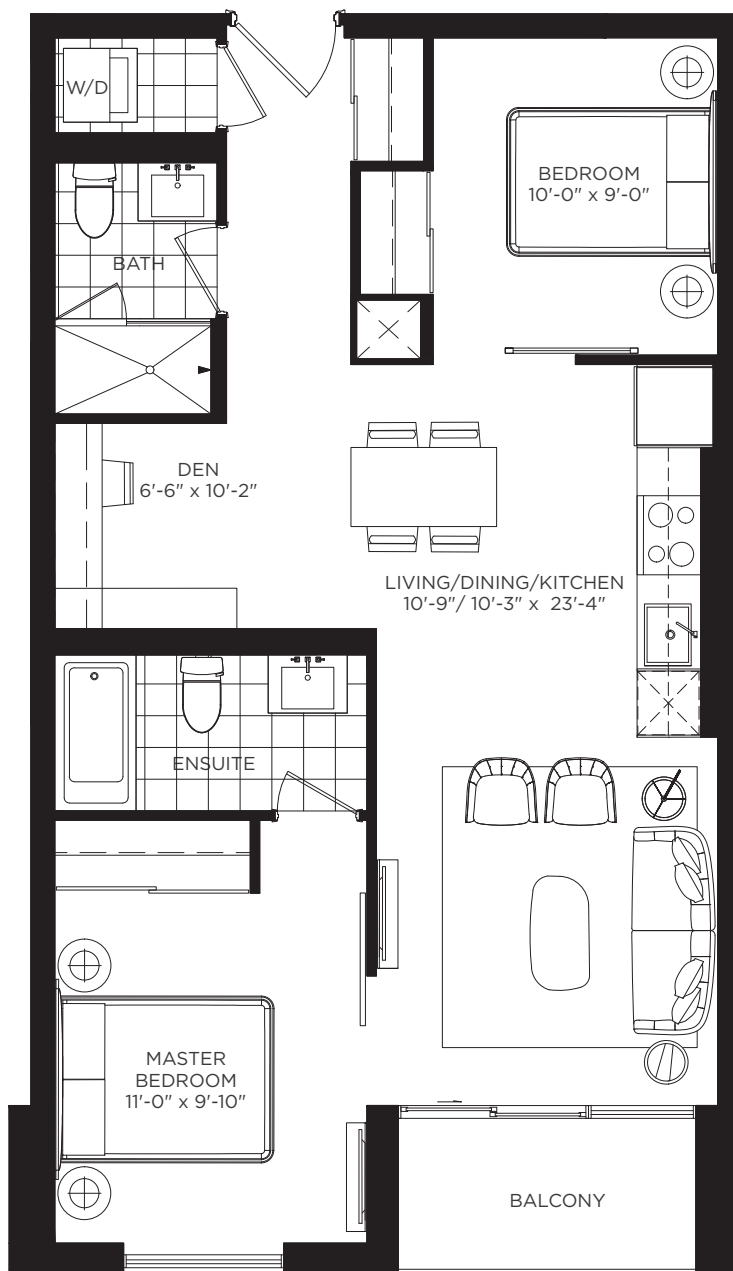 W/D
BEDROOM
10'-0" x 9'-0"
BATH
DEN
6'-6" x 10'-2"
LIVING/DINING/KITCHEN
10'-9"/ 10'-3" x 23'-4"
ENSUITE
MASTER
BEDROOM
11'-0" x 9'-10"
BALCONY